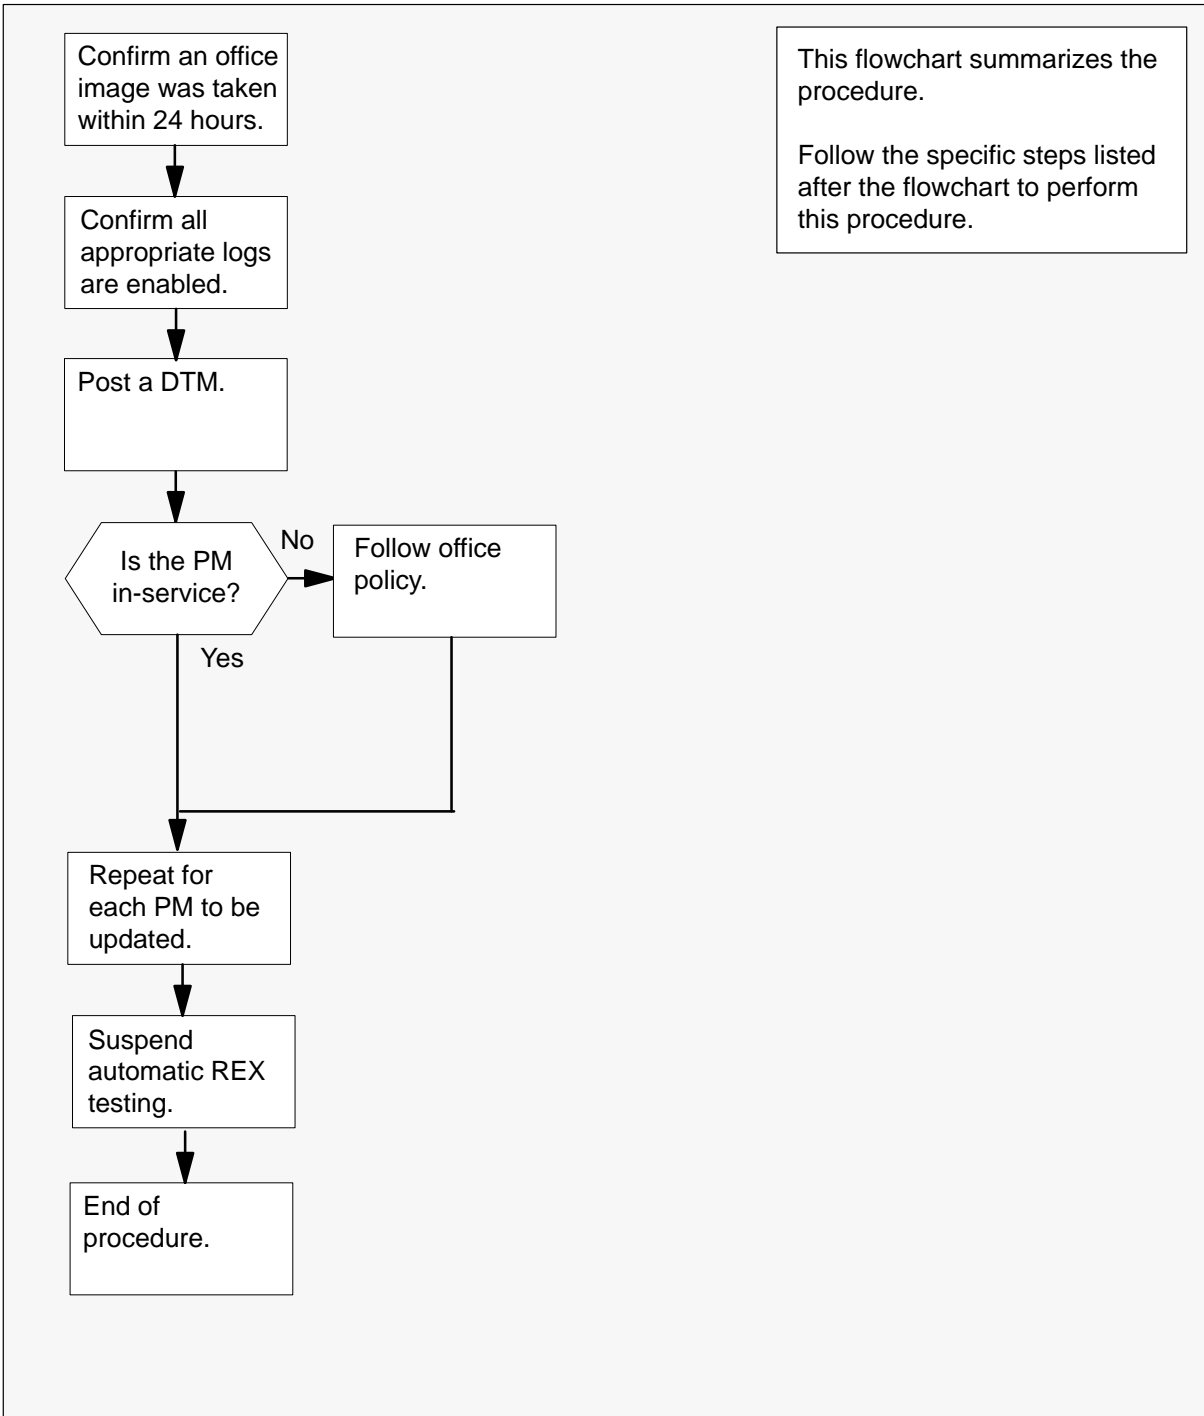 Confirm an office
image was taken
within 24 hours.
This flowchart summarizes the
procedure.
Follow the specific steps listed
after the flowchart to perform
this procedure.
Confirm all
appropriate logs
are enabled.
Post a DTM.
Is the PM
in-service?
No
Follow office
policy.
Yes
Repeat for
each PM to be
updated.
Suspend
automatic REX
testing.
End of
procedure.